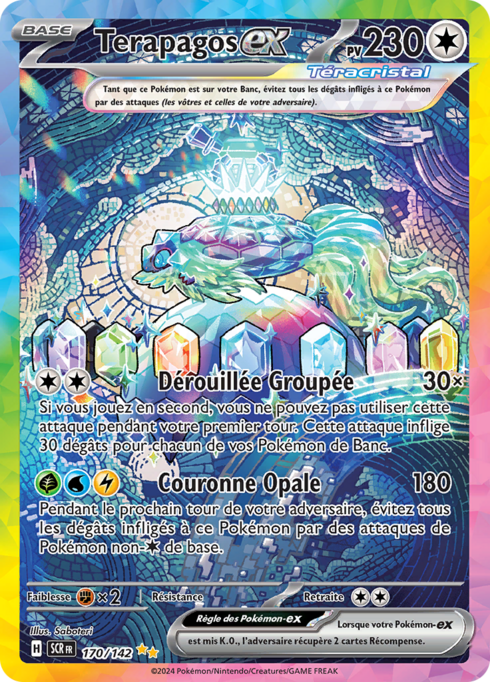 BASE Terapagos ex PV 230
Téracristal
Tant que ce Pokémon est sur votre Banc, évitez tous les dégâts infligés à ce Pokémon
par des attaques (les vôtres et celles de votre adversaire).
Dérouillée Groupée 30×
Si vous jouez en second, vous ne pouvez pas utiliser cette
attaque pendant votre premier tour. Cette attaque inflige
30 dégâts pour chacun de vos Pokémon de Banc.
Couronne Opale 180
Pendant le prochain tour de votre adversaire, évitez tous
les dégâts infligés à ce Pokémon par des attaques de
Pokémon non- de base.
Faiblesse ×2 Résistance Retraite
Illus. Saboteri
Règle des Pokémon-ex Lorsque votre Pokémon-ex
est mis K.O., l'adversaire récupère 2 cartes Récompense.
H SCR FR 170/142
©2024 Pokémon/Nintendo/Creatures/GAME FREAK